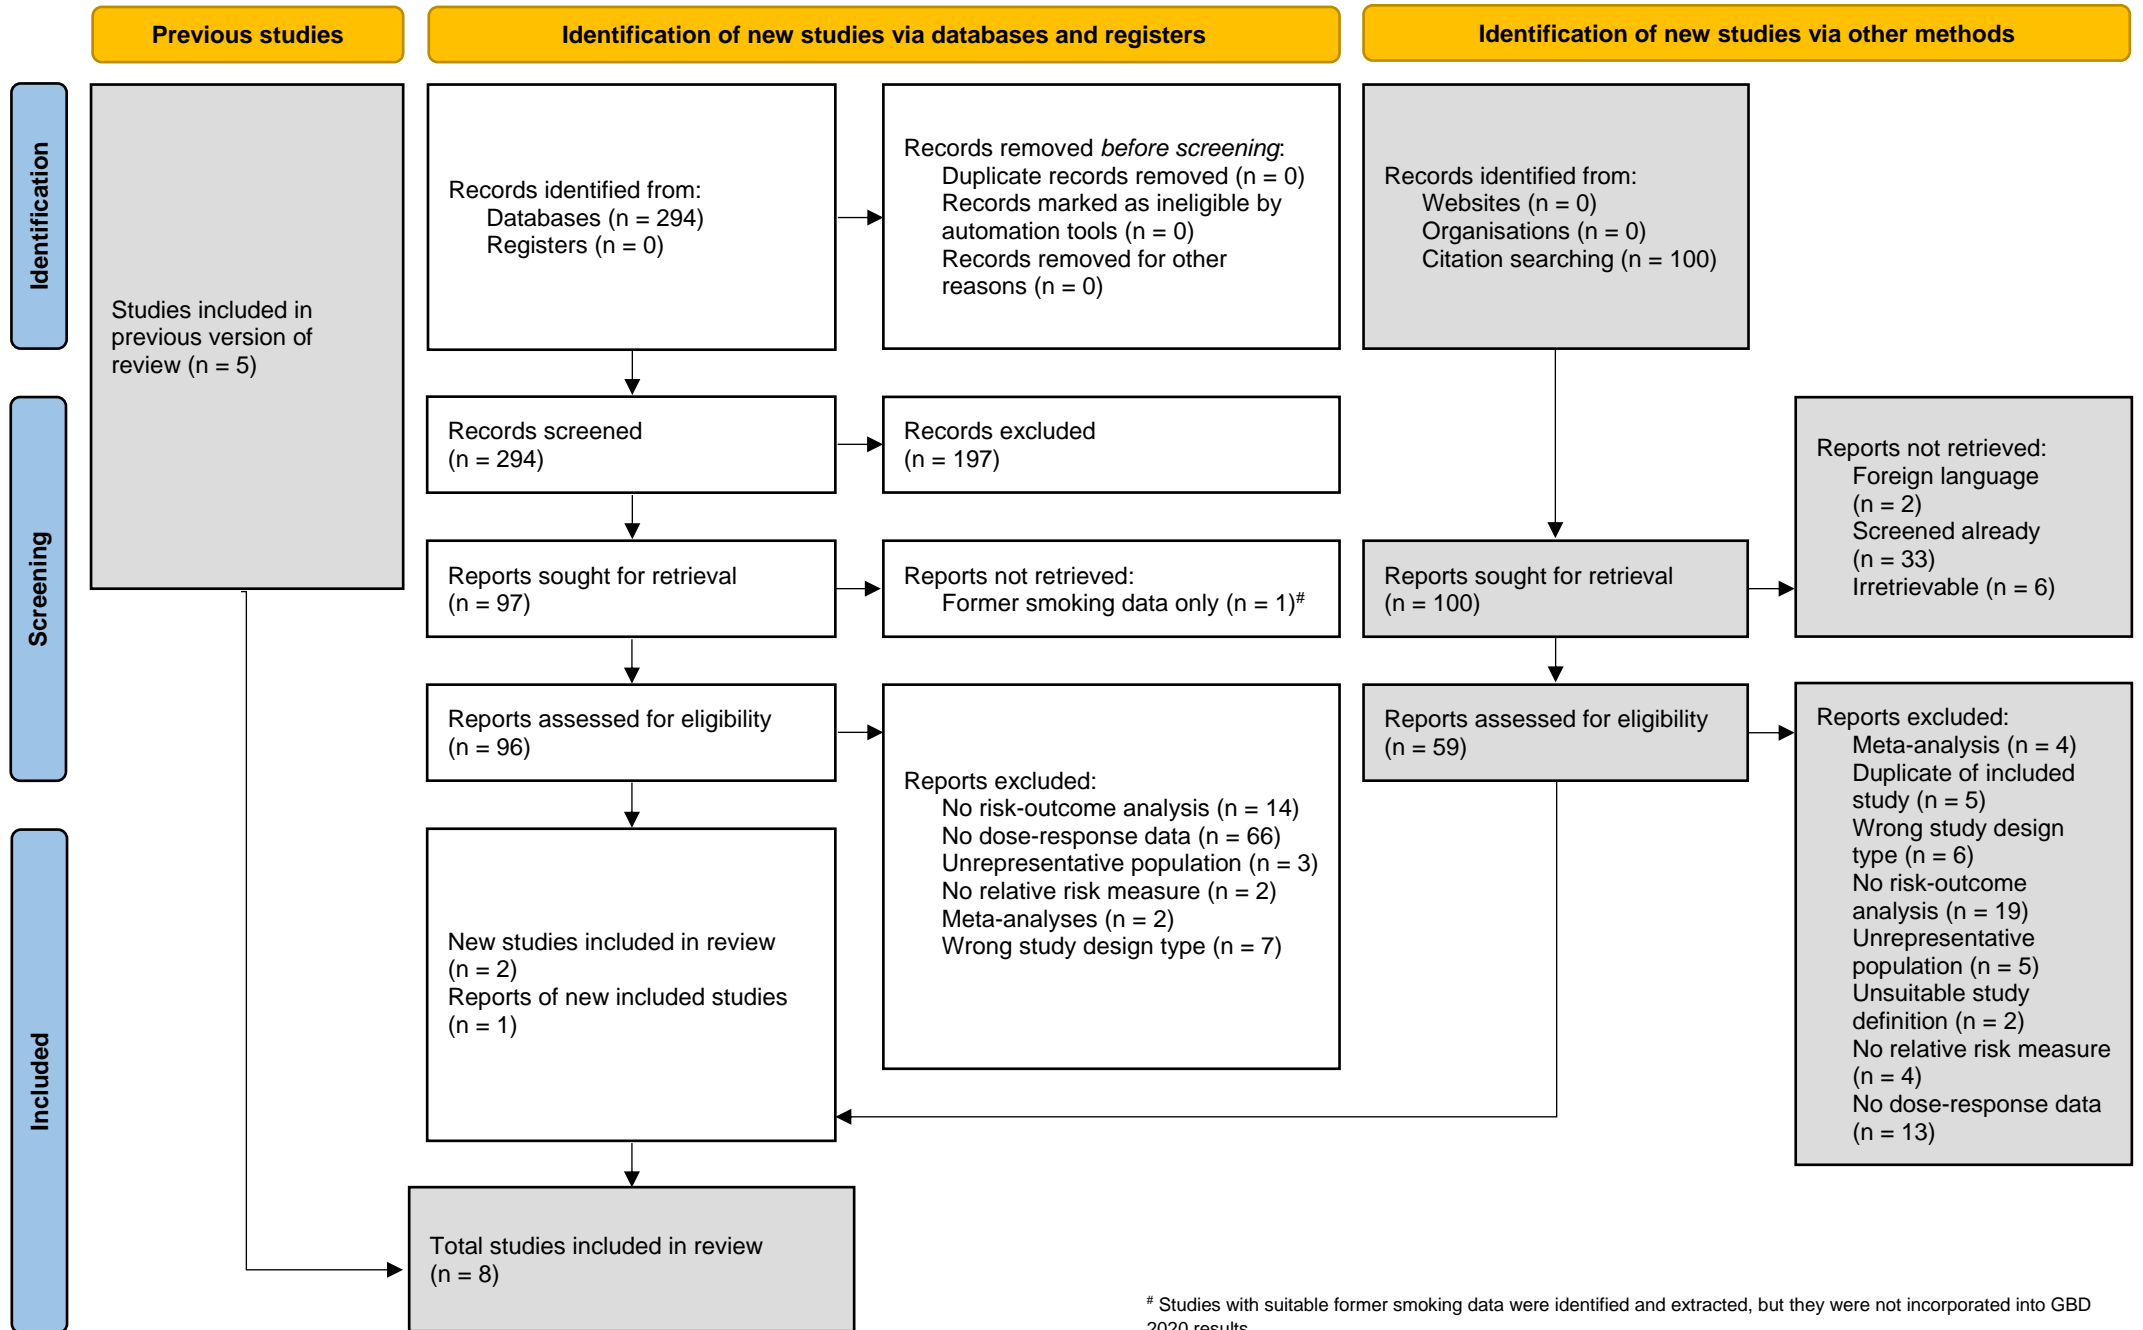 Previous studies
Identification of new studies via databases and registers
Identification of new studies via other methods
Identification
Studies included in
previous version of
review (n = 5)
Records identified from:
Databases (n = 294)
Registers (n = 0)
Records removed before screening:
Duplicate records removed (n = 0)
Records marked as ineligible by
automation tools (n = 0)
Records removed for other
reasons (n = 0)
Records identified from:
Websites (n = 0)
Organisations (n = 0)
Citation searching (n = 100)
Screening
Records screened
(n = 294)
Records excluded
(n = 197)
Reports sought for retrieval
(n = 97)
Reports not retrieved:
Former smoking data only (n = 1)#
Reports sought for retrieval
(n = 100)
Reports not retrieved:
Foreign language
(n = 2)
Screened already
(n = 33)
Irretrievable (n = 6)
Reports assessed for eligibility
(n = 96)
Reports excluded:
No risk-outcome analysis (n = 14)
No dose-response data (n = 66)
Unrepresentative population (n = 3)
No relative risk measure (n = 2)
Meta-analyses (n = 2)
Wrong study design type (n = 7)
Reports assessed for eligibility
(n = 59)
Reports excluded:
Meta-analysis (n = 4)
Duplicate of included
study (n = 5)
Wrong study design
type (n = 6)
No risk-outcome
analysis (n = 19)
Unrepresentative
population (n = 5)
Unsuitable study
definition (n = 2)
No relative risk measure
(n = 4)
No dose-response data
(n = 13)
Included
New studies included in review
(n = 2)
Reports of new included studies
(n = 1)
Total studies included in review
(n = 8)
# Studies with suitable former smoking data were identified and extracted, but they were not incorporated into GBD
2020 results